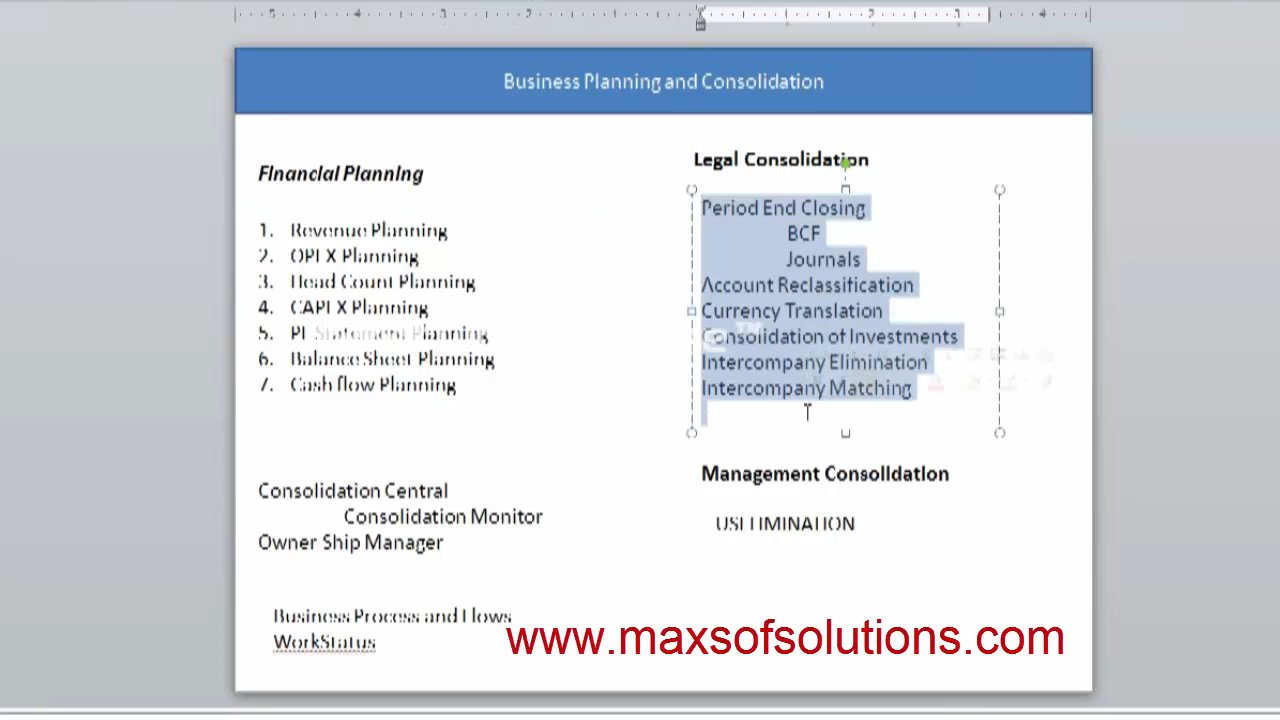 Business Planning and Consolidation
Financial Planning
1. Revenue Planning
2. OPEX Planning
3. Head Count Planning
4. CAPEX Planning
5. PL Statement Planning
6. Balance Sheet Planning
7. Cash flow Planning
Legal Consolidation
Period End Closing
BCF
Journals
Account Reclassification
Currency Translation
Consolidation of Investments
Intercompany Elimination
Intercompany Matching
Consolidation Central
Consolidation Monitor
Owner Ship Manager
Management Consolidation
USELIMINATION
Business Process and Flows
WorkStatus
www.maxsofsolutions.com